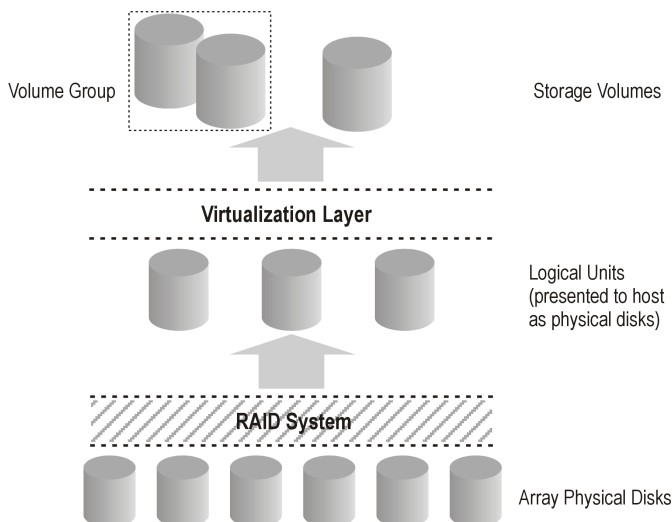 Volume Group
Storage Volumes
Virtualization Layer
Logical Units
(presented to host
as physical disks)
RAID System
Array Physical Disks